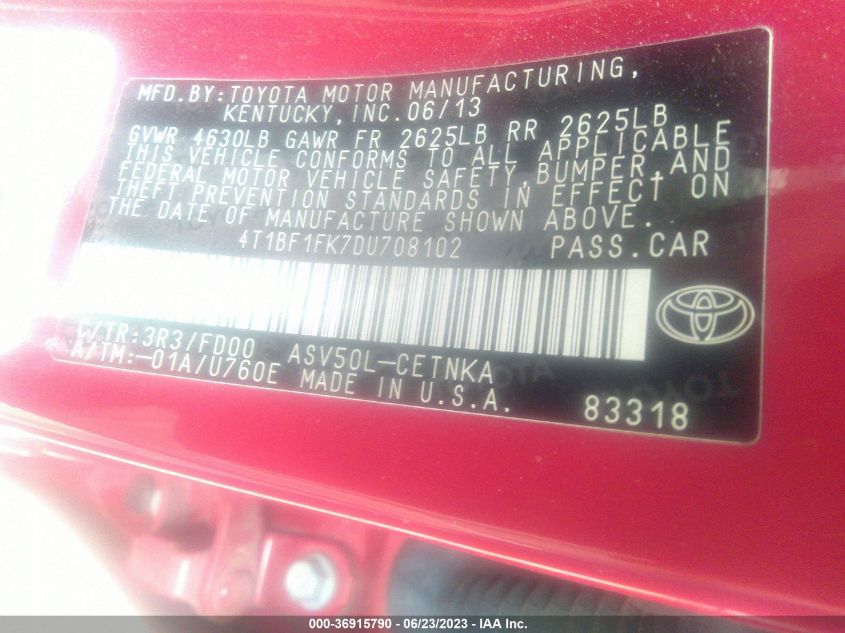 MFD.BY:TOYOTA MOTOR MANUFACTURING,
KENTUCKY,INC.06/13
GVWR 4630LB GAWR FR 2625LB RR 2625LB
THIS VEHICLE CONFORMS TO ALL APPLICABLE
FEDERAL MOTOR VEHICLE SAFETY,BUMPER,AND
THEFT PREVENTION STANDARDS IN EFFECT ON
THE DATE OF MANUFACTURE SHOWN ABOVE.
4T1BF1FK7DU708102 PASS.CAR
C/TR:3R3/FD00 ASV50L-CETNKA
A/TM:-01A/U760E MADE IN U.S.A.
83318
000-36915790 - 06/23/2023 - IAA Inc.